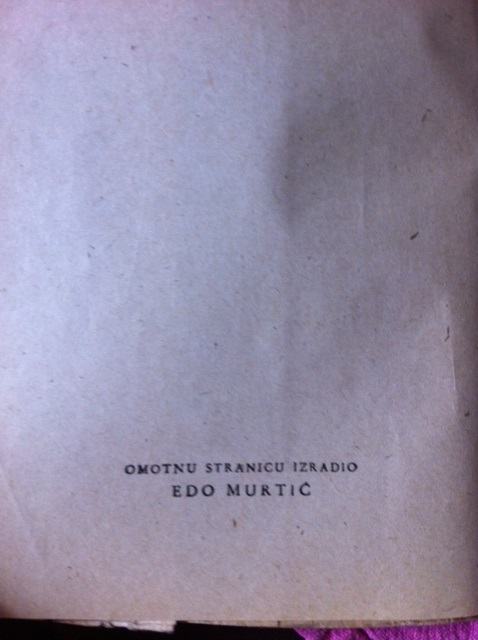 OMOTNU STRANICU IZRADIO
EDO MURTIĆ